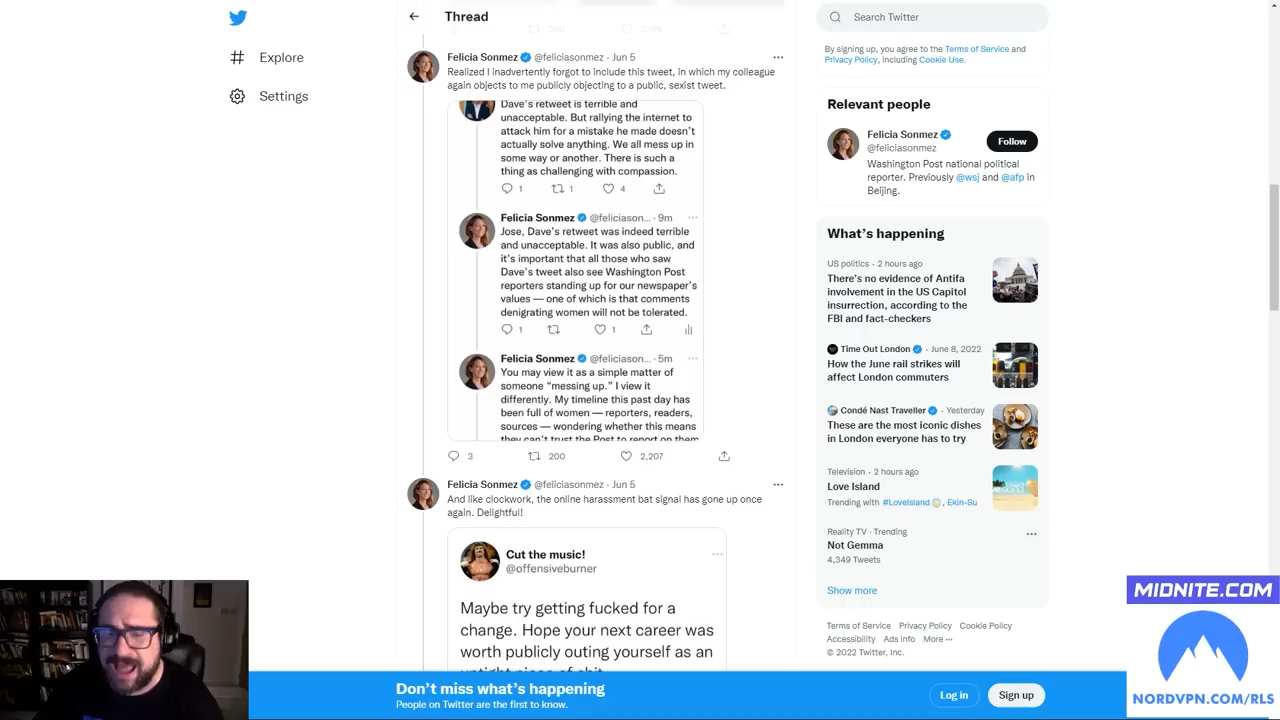 Explore
Settings
Thread
Felicia Sonmez @feliciasonmez · Jun 5
Realized I inadvertently forgot to include this tweet, in which my colleague
again objects to me publicly objecting to a public, sexist tweet.
Dave's retweet is terrible and
unacceptable. But rallying the internet to
attack him for a mistake he made doesn't
actually solve anything. We all mess up in
some way or another. There is such a
thing as challenging with compassion.
1 1 4
Felicia Sonmez @feliciason... · 9m
Jose, Dave's retweet was indeed terrible
and unacceptable. It was also public, and
it's important that all those who saw
Dave's tweet also see Washington Post
reporters standing up for our newspaper's
values — one of which is that comments
denigrating women will not be tolerated.
1 1
Felicia Sonmez @feliciason... · 5m
You may view it as a simple matter of
someone "messing up." I view it
differently. My timeline this past day has
been full of women — reporters, readers,
sources — wondering whether this means
they can't trust the Post to report on them
3 200 2,207
Felicia Sonmez @feliciasonmez · Jun 5
And like clockwork, the online harassment bat signal has gone up once
again. Delightful!
Cut the music!
@offensiveburner
Maybe try getting fucked for a
change. Hope your next career was
worth publicly outing yourself as an
uptight piece of shit
Search Twitter
By signing up, you agree to the Terms of Service and
Privacy Policy, including Cookie Use.
Relevant people
Felicia Sonmez
@feliciasonmez
Follow
Washington Post national political
reporter. Previously @wsj and @afp in
Beijing.
What's happening
US politics · 2 hours ago
There's no evidence of Antifa
involvement in the US Capitol
insurrection, according to the
FBI and fact-checkers
Time Out London · June 8, 2022
How the June rail strikes will
affect London commuters
Condé Nast Traveller · Yesterday
These are the most iconic dishes
in London everyone has to try
Television · 2 hours ago
Love Island
Trending with #LoveIsland, Ekin-Su
Reality TV · Trending
Not Gemma
4,349 Tweets
Show more
Terms of Service Privacy Policy Cookie Policy
Accessibility Ads info More ···
© 2022 Twitter, Inc.
MIDNITE.COM
NORDVPN.COM/RLS
Don't miss what's happening
People on Twitter are the first to know.
Log in
Sign up